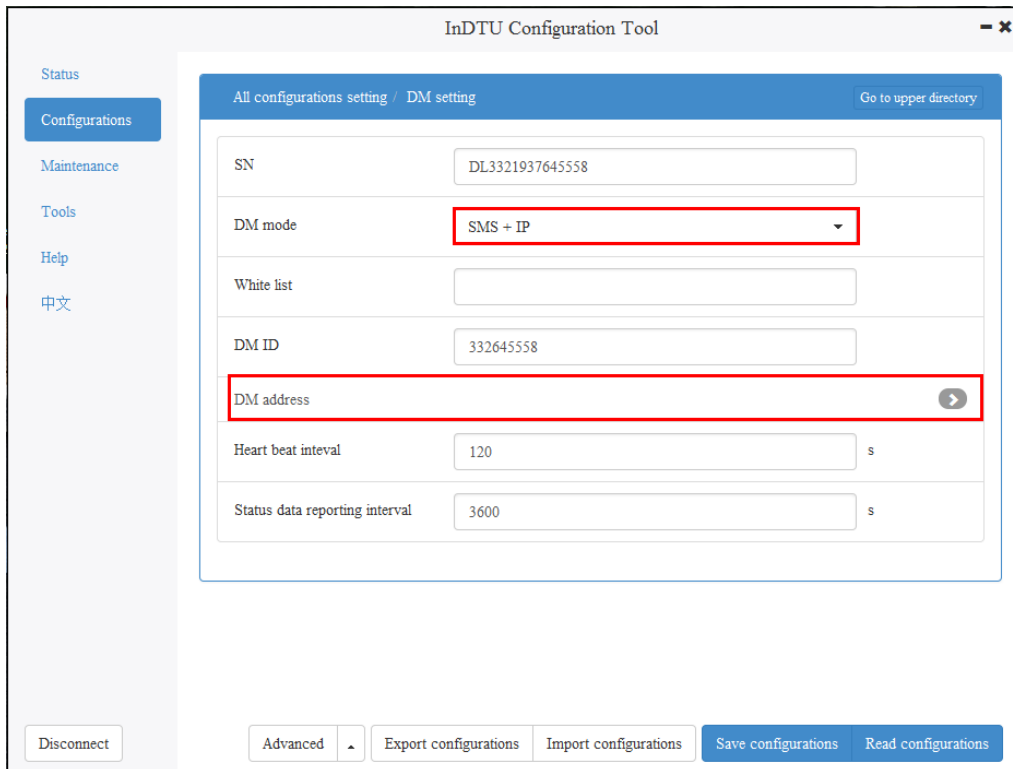 InDTU Configuration Tool
Status
Configurations
Maintenance
Tools
Help
中文
All configurations setting / DM setting
Go to upper directory
SN
DL3321937645558
DM mode
SMS + IP
White list
DM ID
332645558
DM address
Heart beat inteval
120
s
Status data reporting interval
3600
s
Disconnect
Advanced
Export configurations
Import configurations
Save configurations
Read configurations